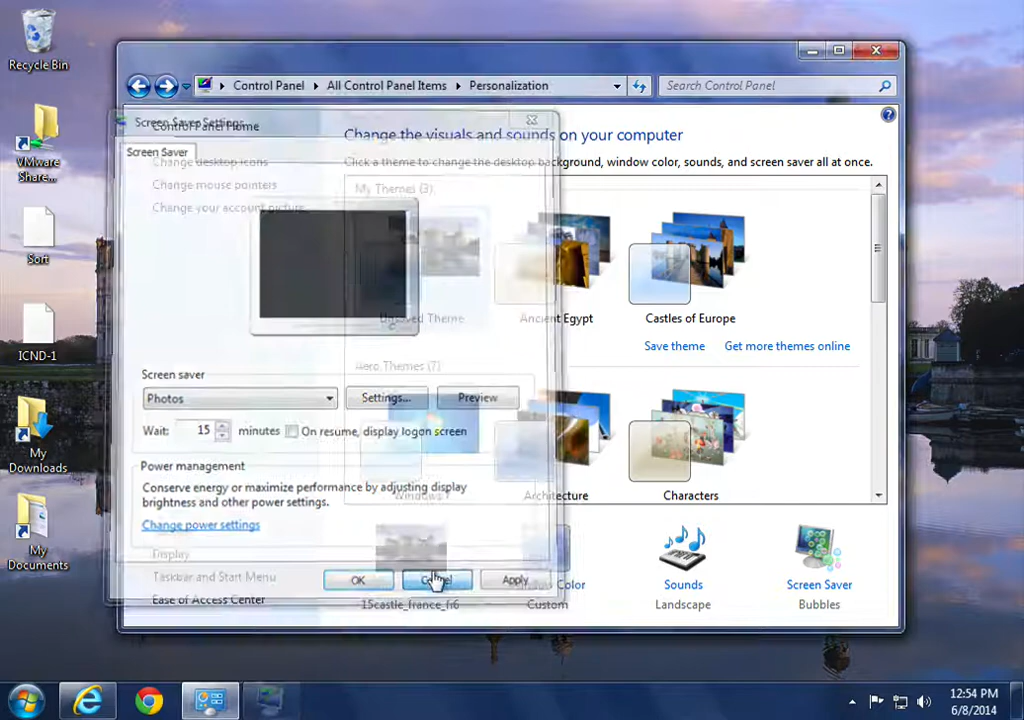 Recycle Bin
VMware
Share...
Soft
ICND-1
My
Downloads
My
Documents
Control Panel
All Control Panel Items
Personalization
Search Control Panel
Screen Saver Settings
Control Panel Home
Screen Saver
Change desktop icons
Change mouse pointers
Change your account picture
Change the visuals and sounds on your computer
Click a theme to change the desktop background, window color, sounds, and screen saver all at once.
My Themes (3)
Unsaved Theme
Ancient Egypt
Castles of Europe
Save theme
Get more themes online
Aero Themes (7)
Windows 7
Architecture
Characters
Screen saver
Photos
Settings...
Preview
Wait:
15
minutes
On resume, display logon screen
Power management
Conserve energy or maximize performance by adjusting display
brightness and other power settings.
Change power settings
Display
Taskbar and Start Menu
Ease of Access Center
OK
Cancel
Apply
15castle_france_fr6
Window Color
Custom
Sounds
Landscape
Screen Saver
Bubbles
12:54 PM
6/8/2014